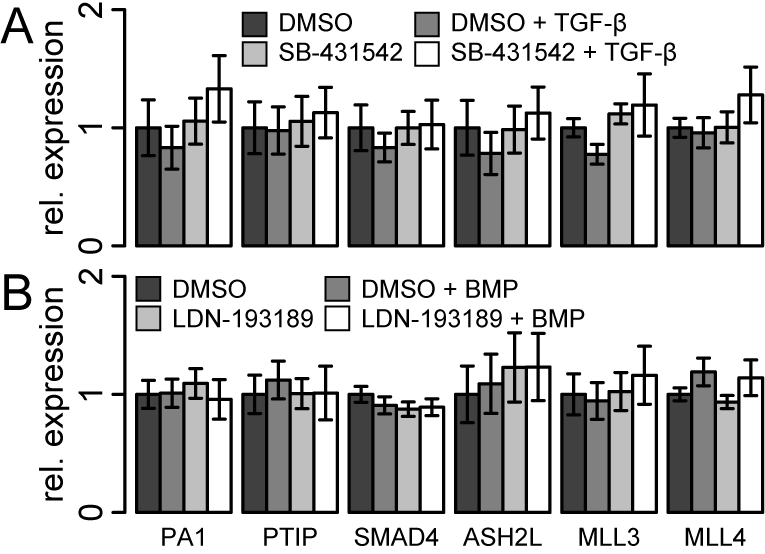 A
rel. expression
2
1
0
DMSO
DMSO + TGF-β
SB-431542
SB-431542 + TGF-β
B
rel. expression
2
1
0
DMSO
DMSO + BMP
LDN-193189
LDN-193189 + BMP
PA1 PTIP SMAD4 ASH2L MLL3 MLL4